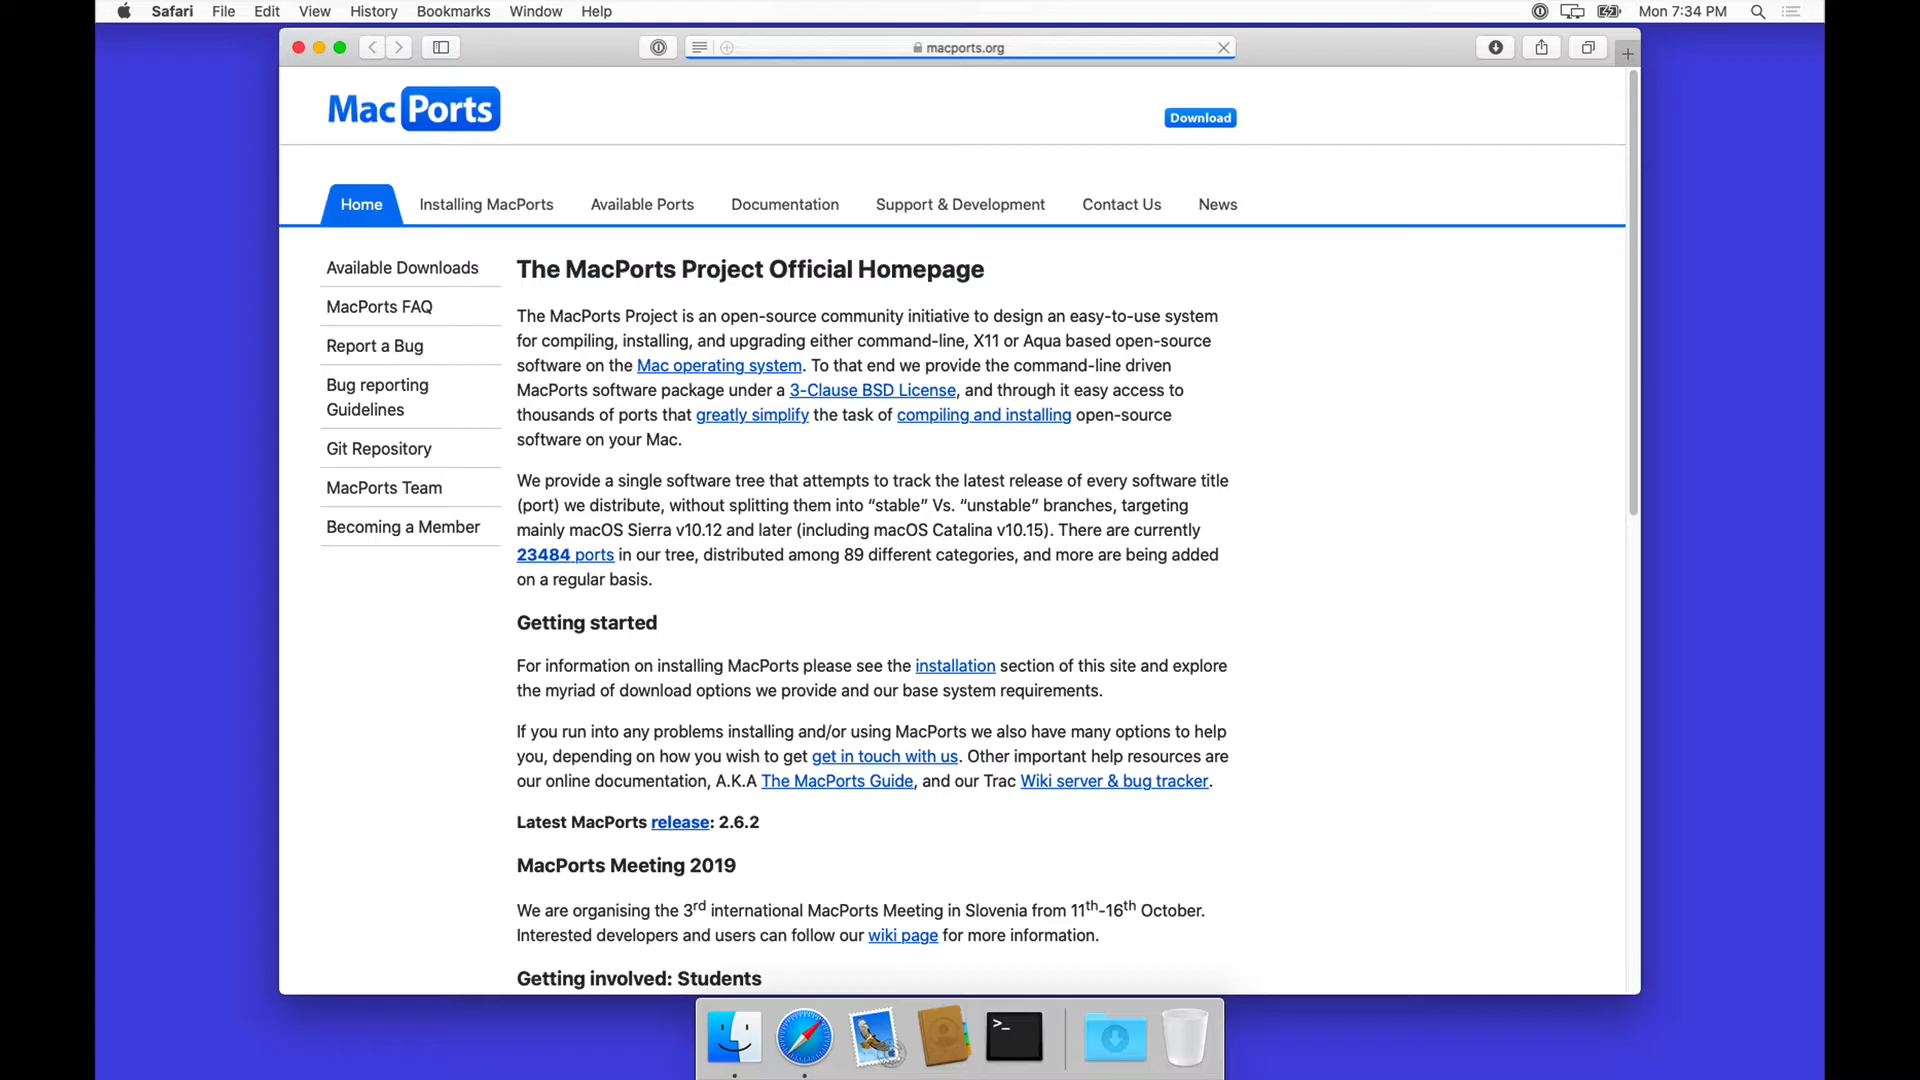 Safari File Edit View History Bookmarks Window Help Mon 7:34 PM
macports.org
MacPorts
Download
Home Installing MacPorts Available Ports Documentation Support & Development Contact Us News
Available Downloads
MacPorts FAQ
Report a Bug
Bug reporting
Guidelines
Git Repository
MacPorts Team
Becoming a Member
The MacPorts Project Official Homepage
The MacPorts Project is an open-source community initiative to design an easy-to-use system
for compiling, installing, and upgrading either command-line, X11 or Aqua based open-source
software on the Mac operating system. To that end we provide the command-line driven
MacPorts software package under a 3-Clause BSD License, and through it easy access to
thousands of ports that greatly simplify the task of compiling and installing open-source
software on your Mac.
We provide a single software tree that attempts to track the latest release of every software title
(port) we distribute, without splitting them into “stable” Vs. “unstable” branches, targeting
mainly macOS Sierra v10.12 and later (including macOS Catalina v10.15). There are currently
23484 ports in our tree, distributed among 89 different categories, and more are being added
on a regular basis.
Getting started
For information on installing MacPorts please see the installation section of this site and explore
the myriad of download options we provide and our base system requirements.
If you run into any problems installing and/or using MacPorts we also have many options to help
you, depending on how you wish to get get in touch with us. Other important help resources are
our online documentation, A.K.A The MacPorts Guide, and our Trac Wiki server & bug tracker.
Latest MacPorts release: 2.6.2
MacPorts Meeting 2019
We are organising the 3rd international MacPorts Meeting in Slovenia from 11th-16th October.
Interested developers and users can follow our wiki page for more information.
Getting involved: Students
>_